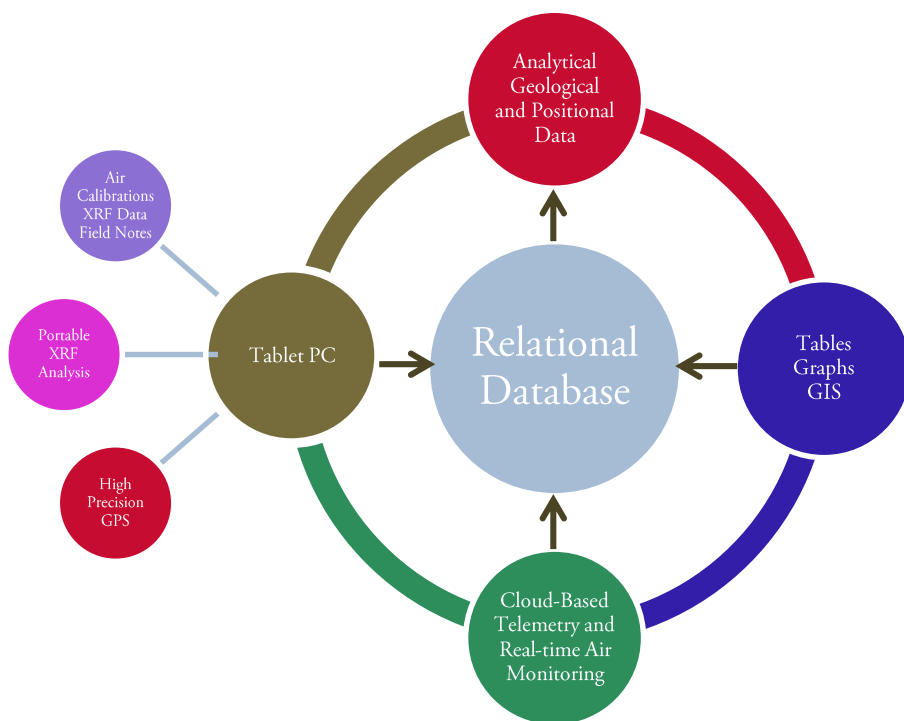 Analytical
Geological
and Positional
Data
Air
Calibrations
XRF Data
Field Notes
Portable
XRF
Analysis
High
Precision
GPS
Tablet PC
Relational
Database
Tables
Graphs
GIS
Cloud-Based
Telemetry and
Real-time Air
Monitoring